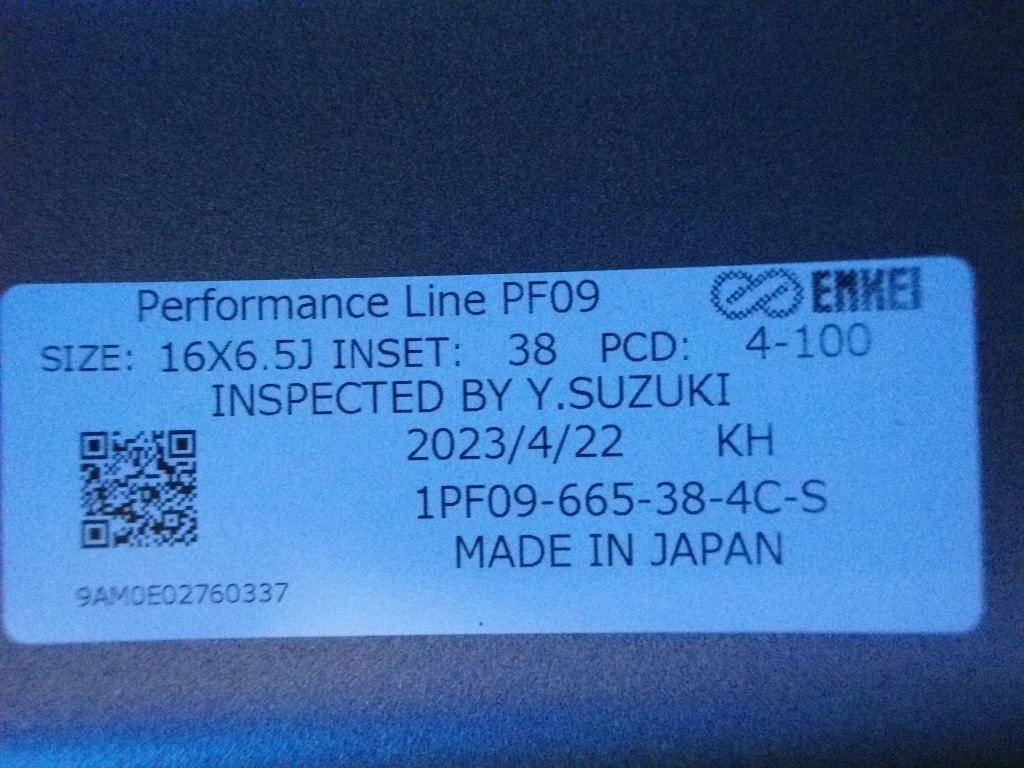 Performance Line PF09 ENKEI
SIZE: 16X6.5J INSET: 38 PCD: 4-100
INSPECTED BY Y.SUZUKI
2023/4/22 KH
1PF09-665-38-4C-S
MADE IN JAPAN
9AM0E02760337